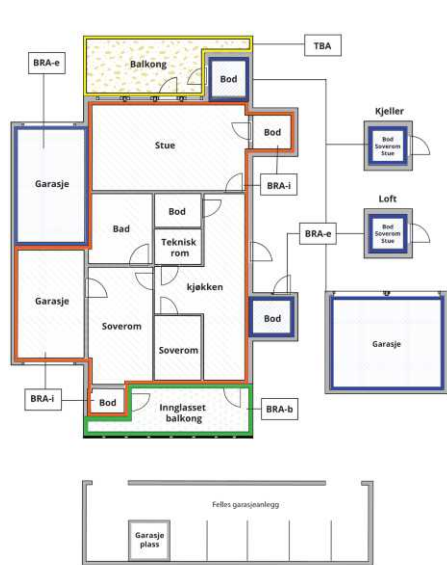 TBA
BRA-e
Balkong
Bod
Kjeller
Bod
Soverom
Stue
Stue
Bod
Garasje
BRA-i
Loft
Bod
Soverom
Stue
Bad
Bod
Teknisk
rom
BRA-e
Garasje
kjøkken
Bod
Soverom
Soverom
Garasje
BRA-i
Bod
Innglasset
balkong
BRA-b
Felles garasjeanlegg
Garasje
plass